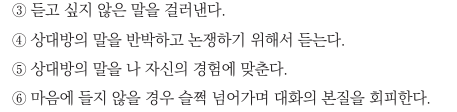 ③ 듣고 싶지 않은 말을 걸러낸다.
④ 상대방의 말을 반박하고 논쟁하기 위해서 듣는다.
⑤ 상대방의 말을 나 자신의 경험에 맞춘다.
⑥ 마음에 들지 않을 경우 슬쩍 넘어가며 대화의 본질을 회피한다.